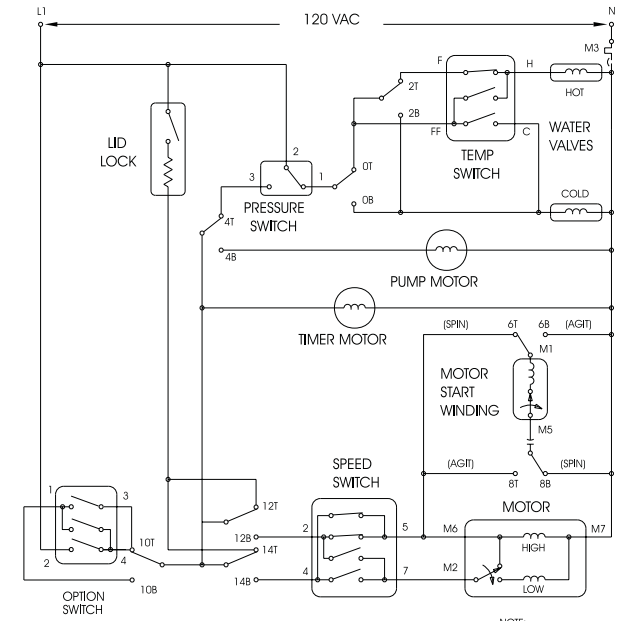 L1
120 VAC
N
M3
F
H
2T
HOT
2B
FF
C
WATER
VALVES
LID
LOCK
TEMP
SWITCH
2
0T
3
1
COLD
0B
PRESSURE
SWITCH
4T
4B
PUMP MOTOR
TIMER MOTOR
(SPIN)
6T
6B
(AGIT)
M1
MOTOR
START
WINDING
M5
SPEED
SWITCH
(AGIT)
8T
8B
(SPIN)
MOTOR
1
3
12T
2
5
M6
M7
12B
HIGH
10T
14T
2
4
4
7
M2
14B
LOW
10B
OPTION
SWITCH